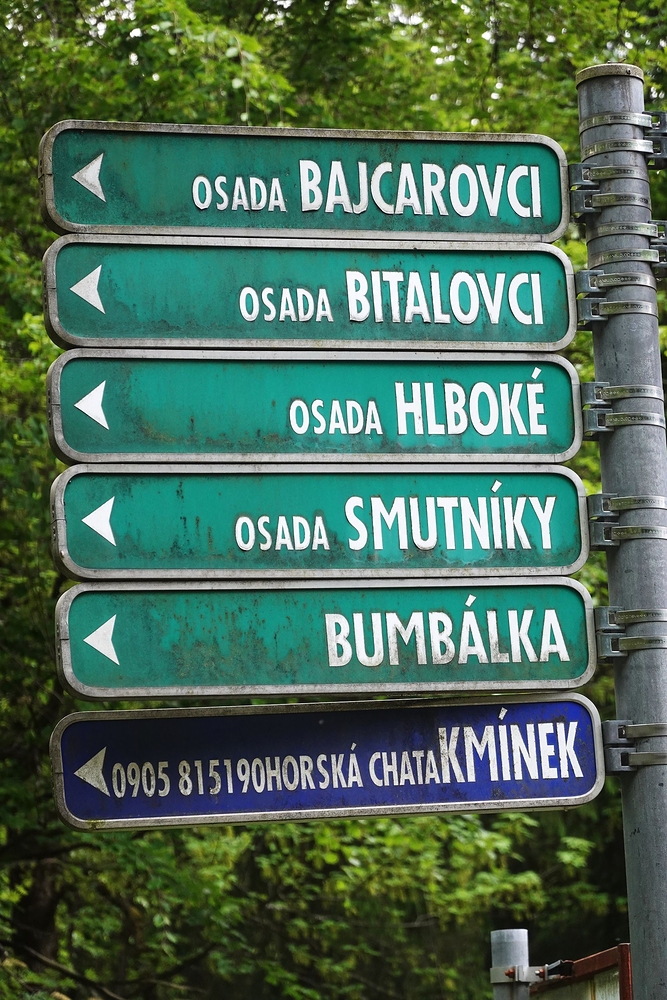 OSADA BAJCAROVCI
OSADA BITALOVCI
OSADA HLBOKÉ
OSADA SMUTNÍKY
BUMBÁLKA
0905 815190HORSKÁ CHATAKMÍNEK